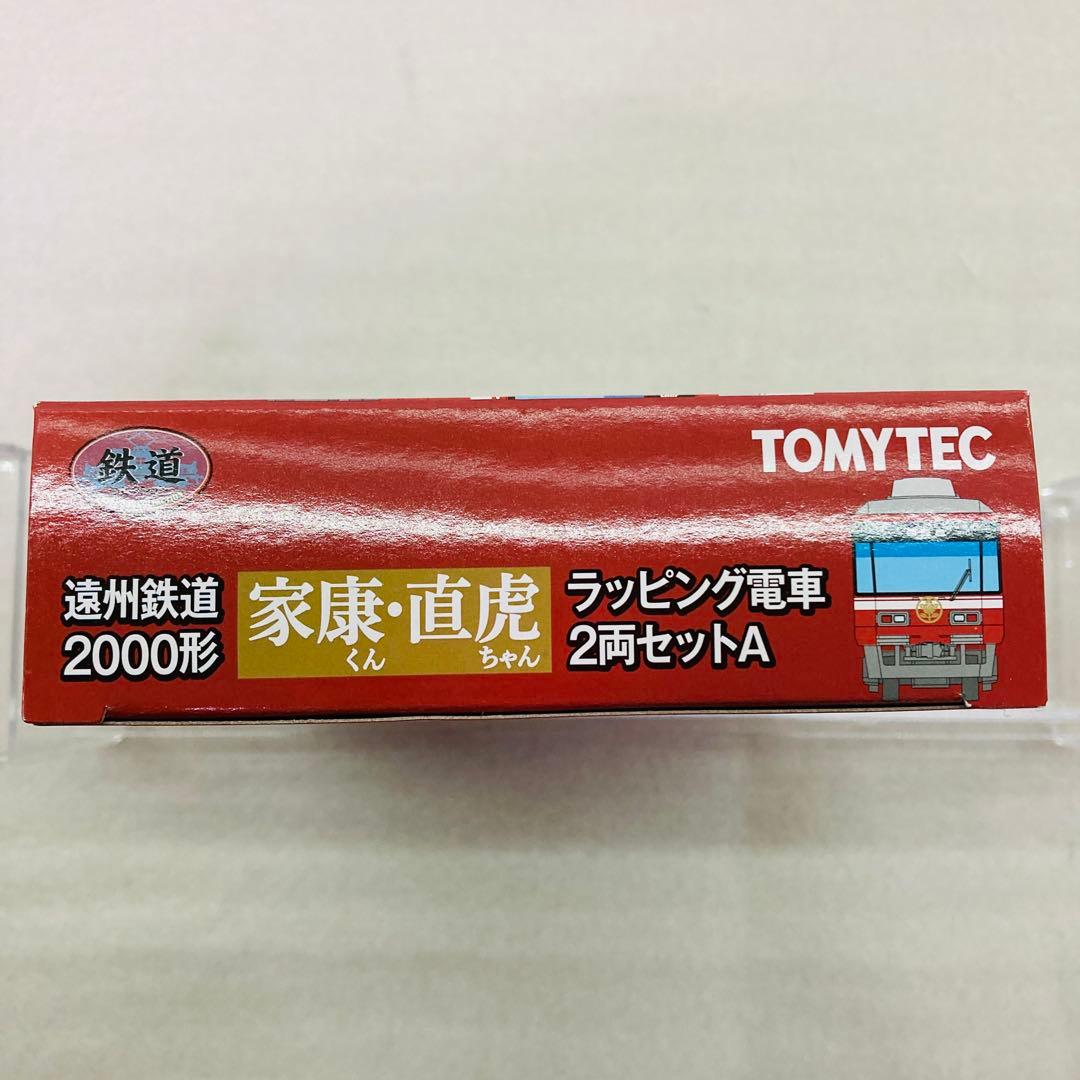 鉄道
TOMYTEC
遠州鉄道
2000形
家康・直虎
くん ちゃん
ラッピング電車
2両セットA